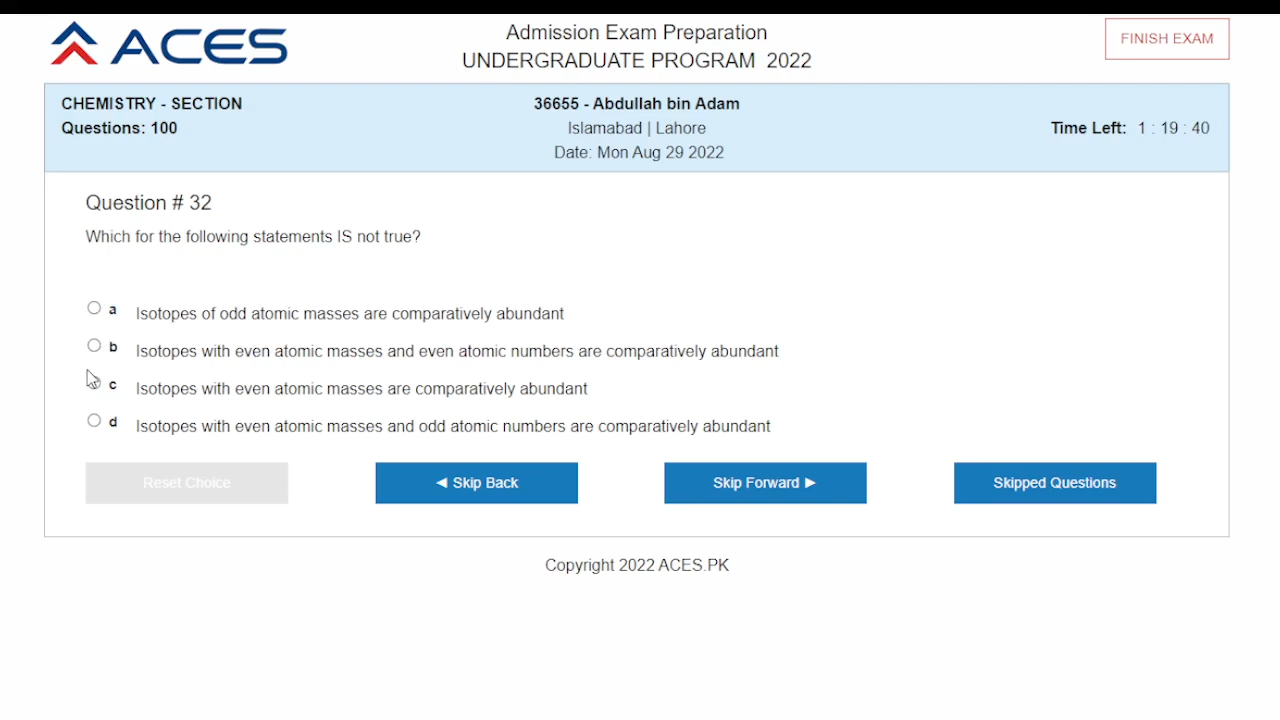 ACES
Admission Exam Preparation
UNDERGRADUATE PROGRAM 2022
FINISH EXAM
CHEMISTRY - SECTION
Questions: 100
36655 - Abdullah bin Adam
Islamabad | Lahore
Date: Mon Aug 29 2022
Time Left: 1 : 19 : 40
Question # 32
Which for the following statements IS not true?
a Isotopes of odd atomic masses are comparatively abundant
b Isotopes with even atomic masses and even atomic numbers are comparatively abundant
c Isotopes with even atomic masses are comparatively abundant
d Isotopes with even atomic masses and odd atomic numbers are comparatively abundant
Reset Choice
◄ Skip Back
Skip Forward ►
Skipped Questions
Copyright 2022 ACES.PK